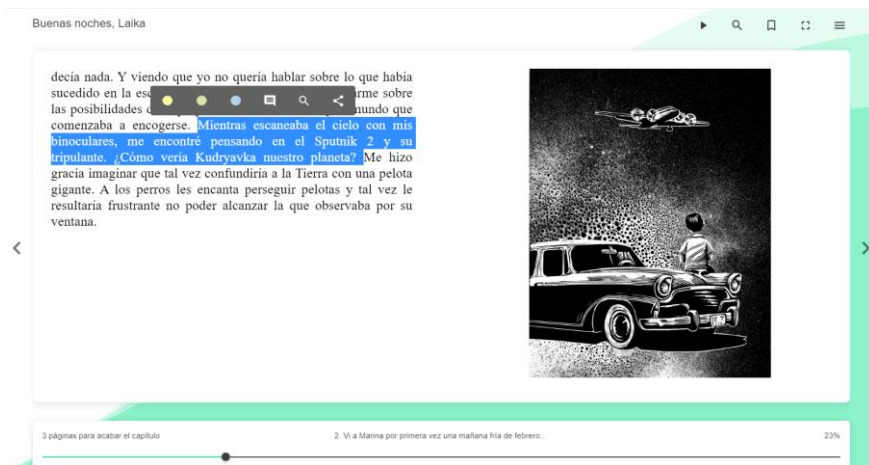 Buenas noches, Laika
decía nada. Y viendo que yo no quería hablar sobre lo que había
sucedido en la es rme sobre
las posibilidades d mundo que
comenzaba a encogerse. Mientras escaneaba el cielo con mis
binoculares, me encontré pensando en el Sputnik 2 y su
tripulante. ¿Cómo vería Kudryavka nuestro planeta? Me hizo
gracia imaginar que tal vez confundiría a la Tierra con una pelota
gigante. A los perros les encanta perseguir pelotas y tal vez le
resultaría frustrante no poder alcanzar la que observaba por su
ventana.
3 páginas para acabar el capítulo
2 Vi a Marina por primera vez una mañana fría de febrero...
23%